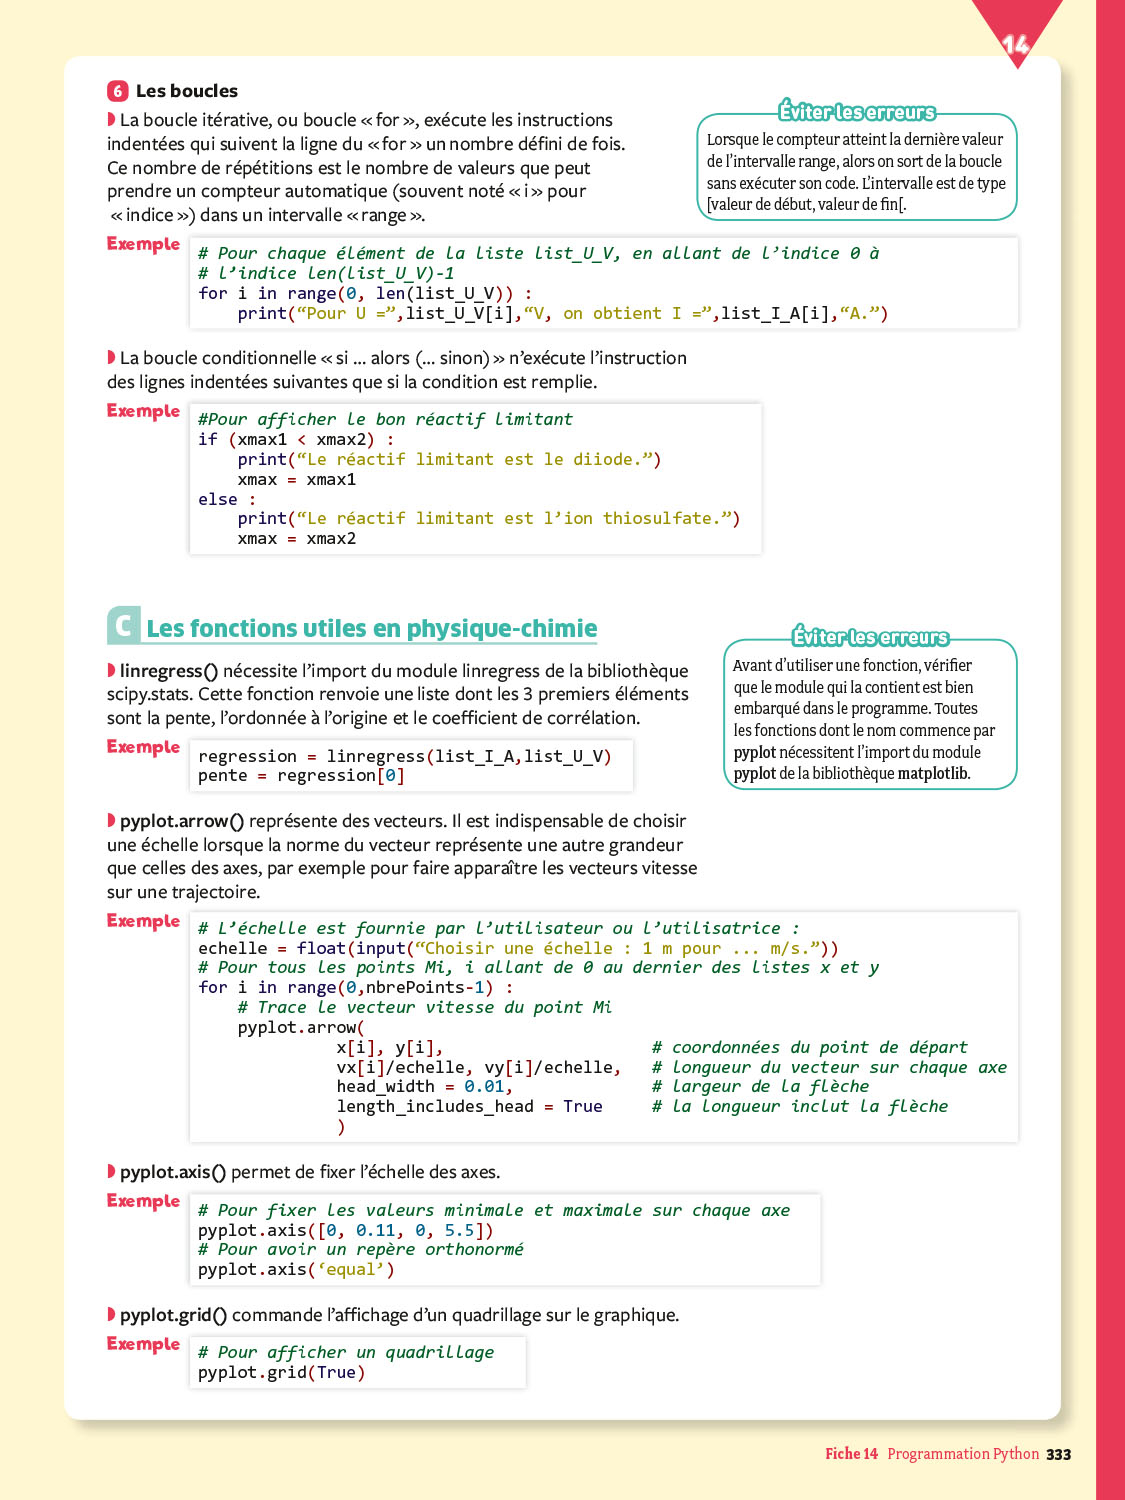 14
6 Les boucles
La boucle itérative, ou boucle « for », exécute les instructions
indentées qui suivent la ligne du « for » un nombre défini de fois.
Ce nombre de répétitions est le nombre de valeurs que peut
prendre un compteur automatique (souvent noté « i » pour
« indice ») dans un intervalle « range ».
Éviter les erreurs
Lorsque le compteur atteint la dernière valeur
de l'intervalle range, alors on sort de la boucle
sans exécuter son code. L'intervalle est de type
[valeur de début, valeur de fin[.
Exemple
# Pour chaque élément de la liste list_U_V, en allant de l'indice 0 à
# l'indice len(list_U_V)-1
for i in range(0, len(list_U_V)) :
    print(“Pour U =”,list_U_V[i],“V, on obtient I =”,list_I_A[i],“A.”)
La boucle conditionnelle « si ... alors (... sinon) » n'exécute l'instruction
des lignes indentées suivantes que si la condition est remplie.
Exemple
#Pour afficher le bon réactif limitant
if (xmax1 < xmax2) :
    print(“Le réactif limitant est le diiode.”)
    xmax = xmax1
else :
    print(“Le réactif limitant est l'ion thiosulfate.”)
    xmax = xmax2
C Les fonctions utiles en physique-chimie
linregress() nécessite l'import du module linregress de la bibliothèque
scipy.stats. Cette fonction renvoie une liste dont les 3 premiers éléments
sont la pente, l'ordonnée à l'origine et le coefficient de corrélation.
Éviter les erreurs
Avant d'utiliser une fonction, vérifier
que le module qui la contient est bien
embarqué dans le programme. Toutes
les fonctions dont le nom commence par
pyplot nécessitent l'import du module
pyplot de la bibliothèque matplotlib.
Exemple
regression = linregress(list_I_A,list_U_V)
pente = regression[0]
pyplot.arrow() représente des vecteurs. Il est indispensable de choisir
une échelle lorsque la norme du vecteur représente une autre grandeur
que celles des axes, par exemple pour faire apparaître les vecteurs vitesse
sur une trajectoire.
Exemple
# L'échelle est fournie par l'utilisateur ou l'utilisatrice :
echelle = float(input(“Choisir une échelle : 1 m pour ... m/s.”))
# Pour tous les points Mi, i allant de 0 au dernier des listes x et y
for i in range(0,nbrePoints-1) :
    # Trace le vecteur vitesse du point Mi
    pyplot.arrow(
              x[i], y[i], # coordonnées du point de départ
              vx[i]/echelle, vy[i]/echelle, # longueur du vecteur sur chaque axe
              head_width = 0.01, # largeur de la flèche
              length_includes_head = True # la longueur inclut la flèche
              )
pyplot.axis() permet de fixer l'échelle des axes.
Exemple
# Pour fixer les valeurs minimale et maximale sur chaque axe
pyplot.axis([0, 0.11, 0, 5.5])
# Pour avoir un repère orthonormé
pyplot.axis(‘equal’)
pyplot.grid() commande l'affichage d'un quadrillage sur le graphique.
Exemple
# Pour afficher un quadrillage
pyplot.grid(True)
Fiche 14 Programmation Python 333